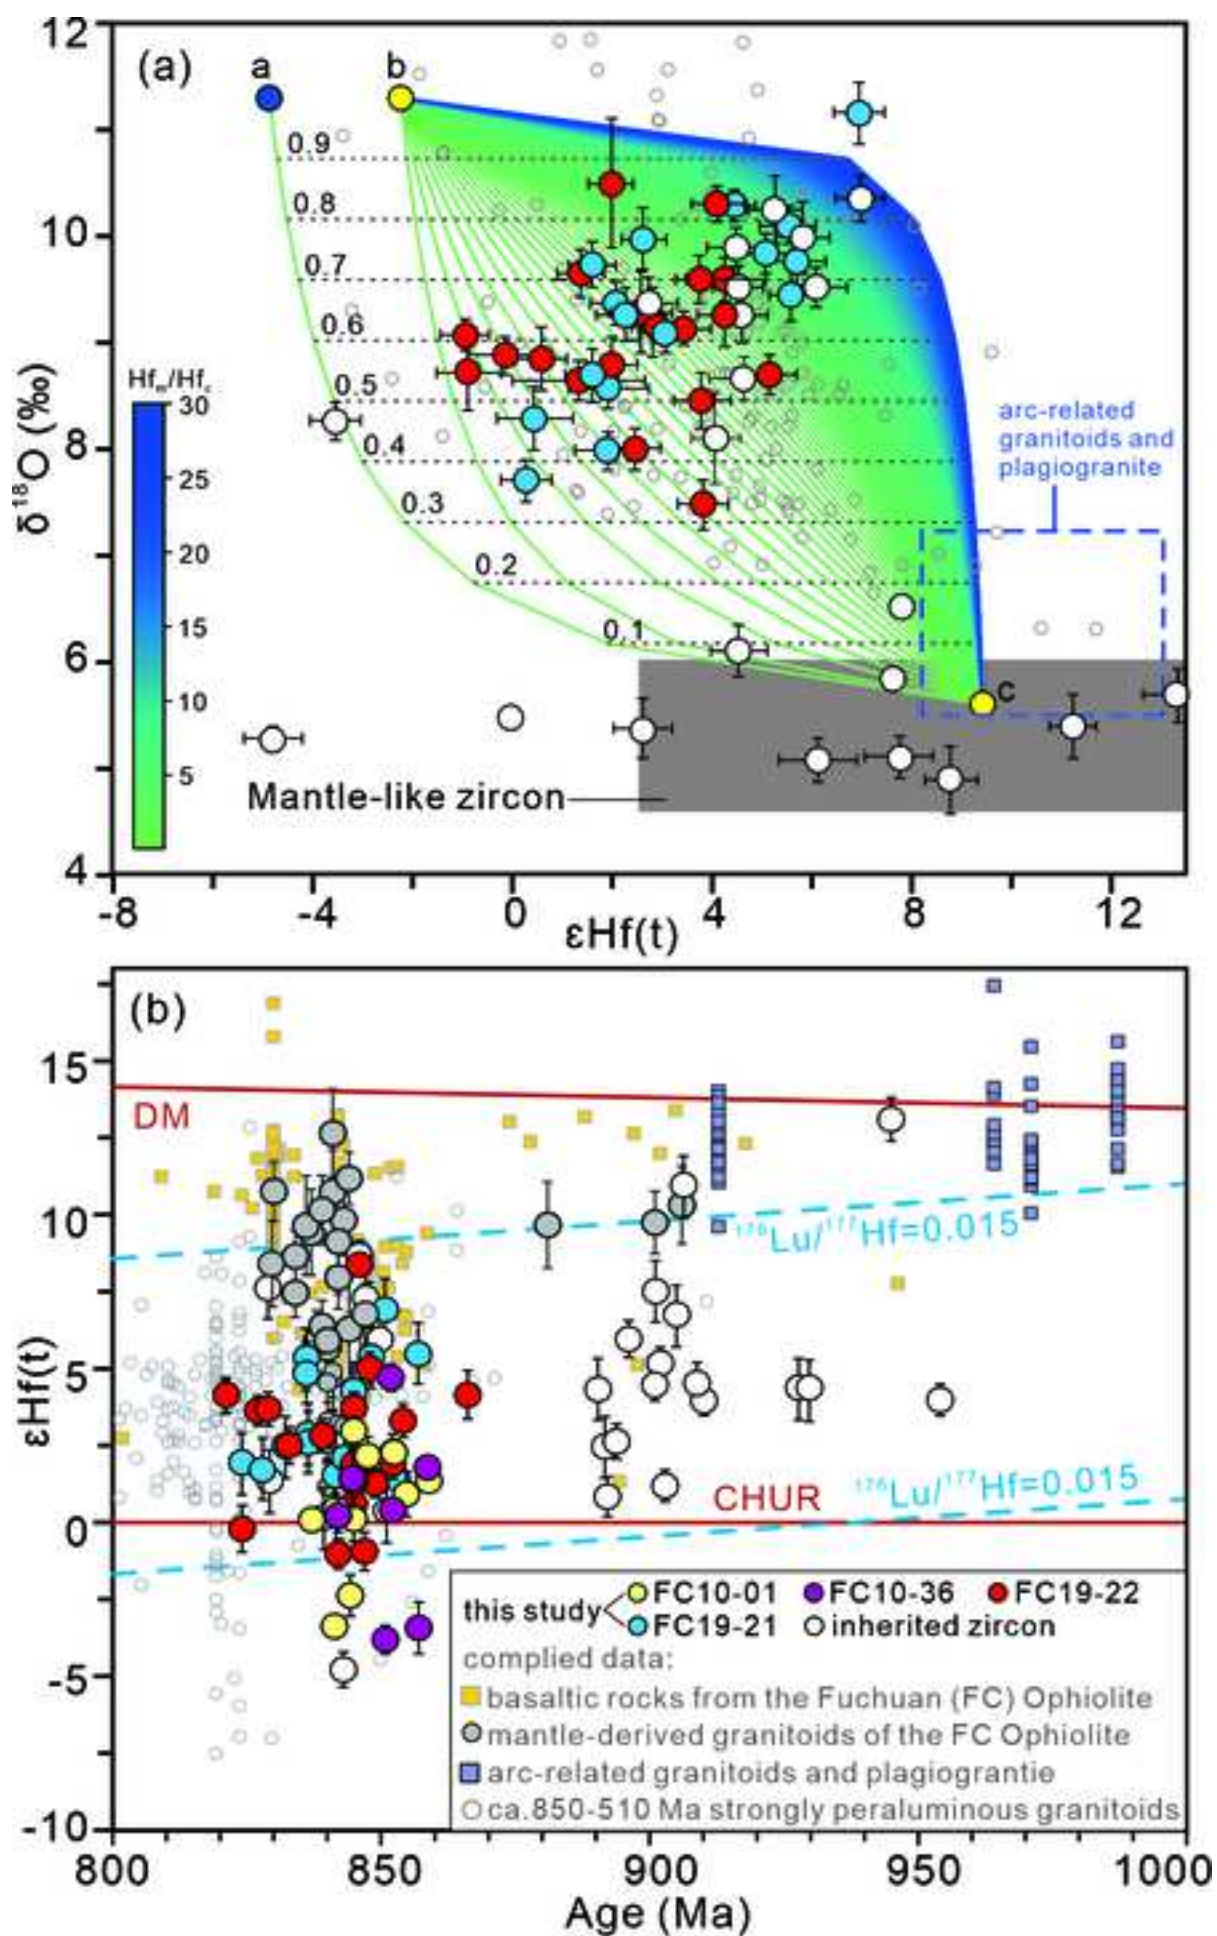 12
(a)
a
b
0.9
0.8
10
0.7
0.6
Hfₘ/Hf꜀
30
0.5
arc-related
granitoids and
plagiogranite
δ¹⁸O (‰)
25
0.4
8
0.3
20
0.2
15
0.1
6
c
10
5
Mantle-like zircon
4
-8
-4
0
4
8
12
εHf(t)
(b)
15
DM
10
¹⁷⁶Lu/¹⁷⁷Hf=0.015
εHf(t)
5
CHUR
¹⁷⁶Lu/¹⁷⁷Hf=0.015
0
this study
FC10-01
FC10-36
FC19-22
FC19-21
inherited zircon
complied data:
-5
basaltic rocks from the Fuchuan (FC) Ophiolite
mantle-derived granitoids of the FC Ophiolite
arc-related granitoids and plagiograntie
ca.850-510 Ma strongly peraluminous granitoids
-10
800
850
900
950
1000
Age (Ma)